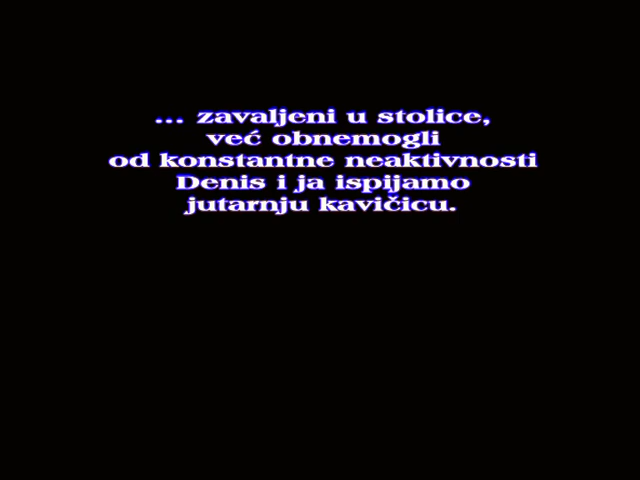 ... zavaljeni u stolice,
već obnemogli
od konstantne neaktivnosti
Denis i ja ispijamo
jutarnju kavičicu.